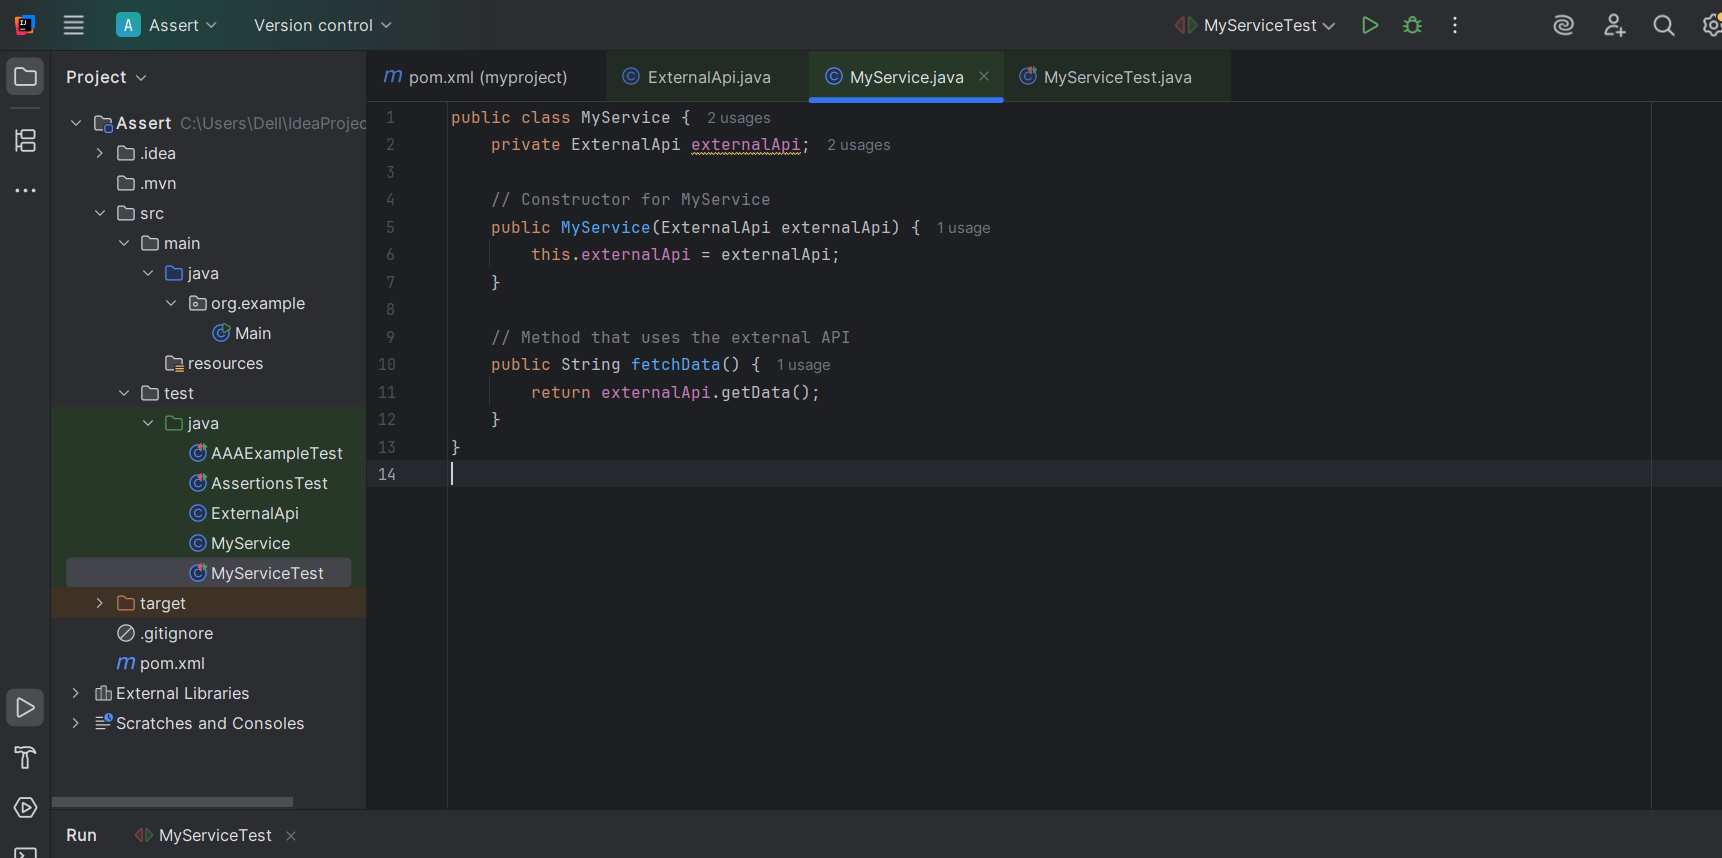 Assert
Version control
MyServiceTest
Project
pom.xml (myproject)
ExternalApi.java
MyService.java
MyServiceTest.java
Assert C:\Users\Dell\IdeaProjec
.idea
.mvn
src
main
java
org.example
Main
resources
test
java
AAAExampleTest
AssertionsTest
ExternalApi
MyService
MyServiceTest
target
.gitignore
pom.xml
External Libraries
Scratches and Consoles
1 public class MyService { 2 usages
2 private ExternalApi externalApi; 2 usages
3
4 // Constructor for MyService
5 public MyService(ExternalApi externalApi) { 1 usage
6 this.externalApi = externalApi;
7 }
8
9 // Method that uses the external API
10 public String fetchData() { 1 usage
11 return externalApi.getData();
12 }
13 }
14
Run
MyServiceTest